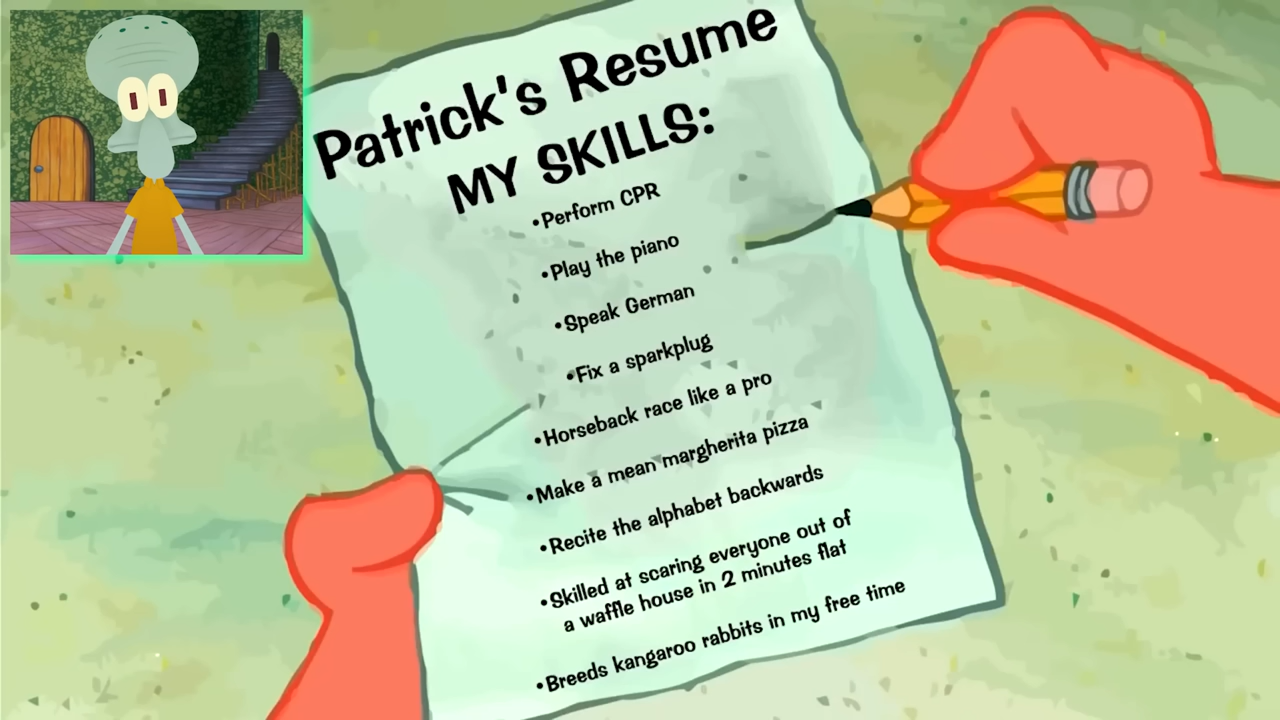 Patrick's Resume
MY SKILLS:
•Perform CPR
•Play the piano
•Speak German
•Fix a sparkplug
•Horseback race like a pro
•Make a mean margherita pizza
•Recite the alphabet backwards
•Skilled at scaring everyone out of
a waffle house in 2 minutes flat
•Breeds kangaroo rabbits in my free time